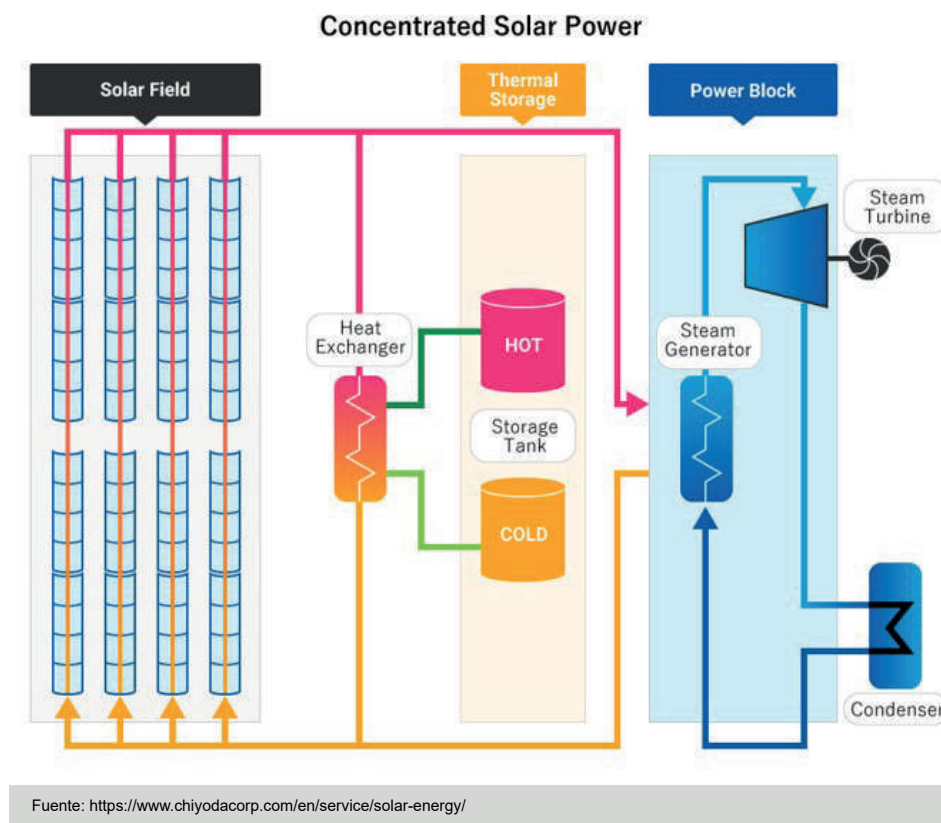 Concentrated Solar Power
Solar Field
Thermal
Storage
Power Block
Steam
Turbine
Heat
Exchanger
HOT
Steam
Generator
Storage
Tank
COLD
Condenser
Fuente: https://www.chiyodacorp.com/en/service/solar-energy/